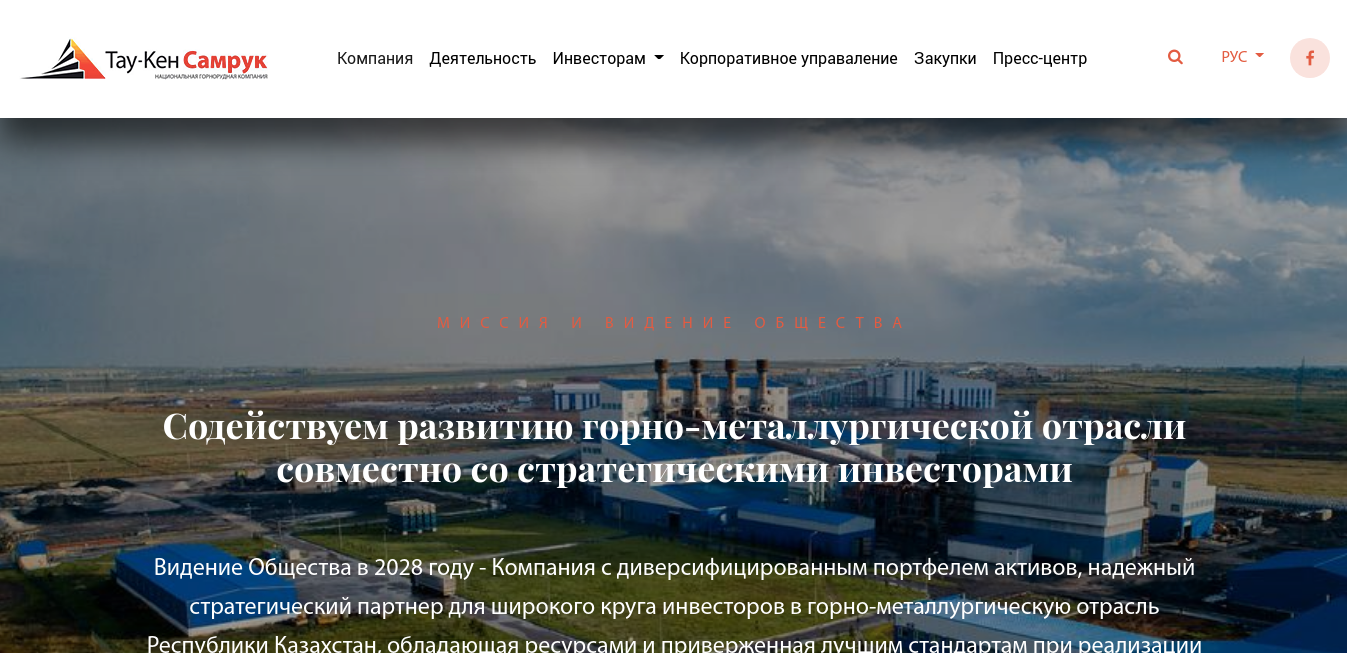 Тау-Кен Самрук
НАЦИОНАЛЬНАЯ ГОРНОРУДНАЯ КОМПАНИЯ
Компания Деятельность Инвесторам Корпоративное управаление Закупки Пресс-центр
РУС
МИССИЯ И ВИДЕНИЕ ОБЩЕСТВА
Содействуем развитию горно-металлургической отрасли
совместно со стратегическими инвесторами
Видение Общества в 2028 году - Компания с диверсифицированным портфелем активов, надежный
стратегический партнер для широкого круга инвесторов в горно-металлургическую отрасль
Республики Казахстан, обладающая ресурсами и приверженная лучшим стандартам при реализации